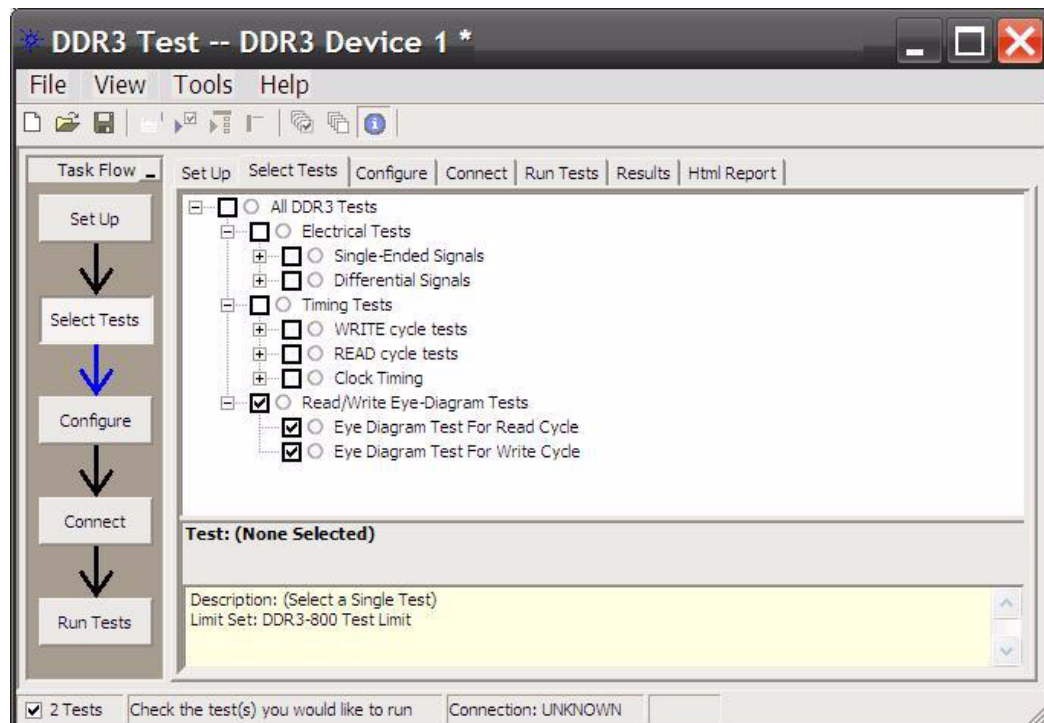 DDR3 Test -- DDR3 Device 1 *
File View Tools Help
Task Flow
Set Up
Select Tests
Configure
Connect
Run Tests
Set Up Select Tests Configure Connect Run Tests Results Html Report
All DDR3 Tests
Electrical Tests
Single-Ended Signals
Differential Signals
Timing Tests
WRITE cycle tests
READ cycle tests
Clock Timing
Read/Write Eye-Diagram Tests
Eye Diagram Test For Read Cycle
Eye Diagram Test For Write Cycle
Test: (None Selected)
Description: (Select a Single Test)
Limit Set: DDR3-800 Test Limit
2 Tests Check the test(s) you would like to run Connection: UNKNOWN